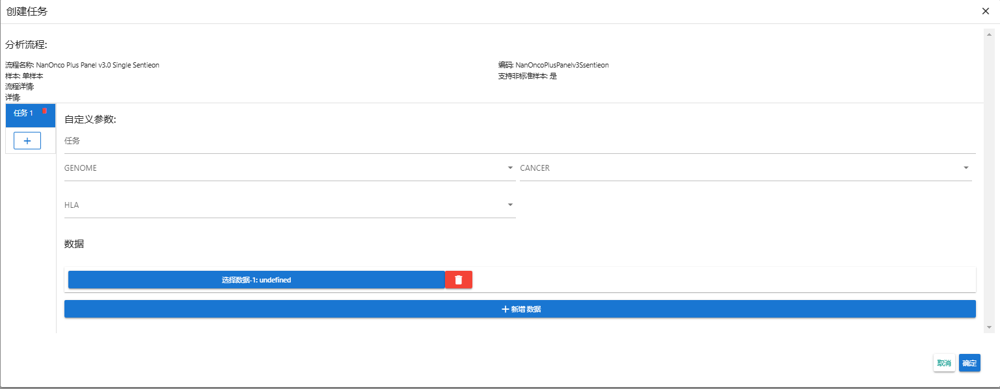 创建任务
分析流程:
流程名称: NanOnco Plus Panel v3.0 Single Sentieon
编码: NanOncoPlusPanelv3Ssentieon
样本: 单样本
支持非标准样本: 是
流程详情:
详情:
任务 1
自定义参数:
任务
GENOME
CANCER
HLA
数据
选择数据-1: undefined
新增 数据
取消
确定